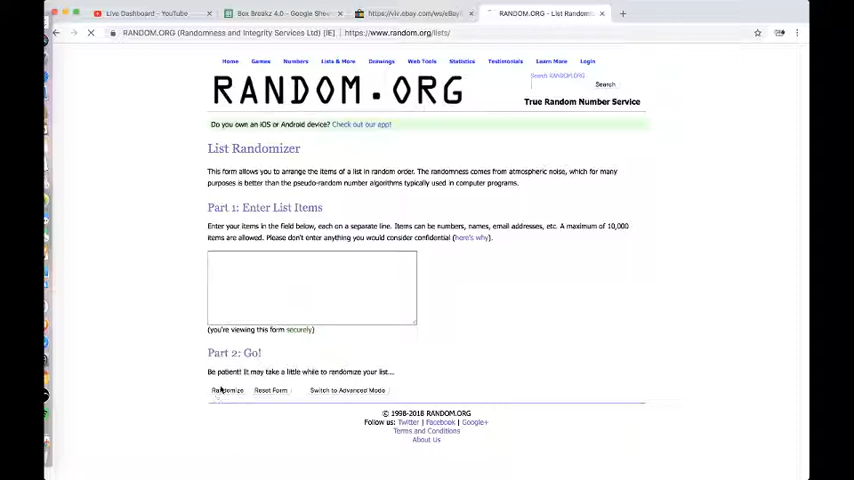 Live Dashboard - YouTube
Box Breakz 4.0 - Google Shee
https://vlv.ebay.com/ws/eBayI
RANDOM.ORG - List Random
RANDOM.ORG (Randomness and Integrity Services Ltd) [IE] | https://www.random.org/lists/
Home Games Numbers Lists & More Drawings Web Tools Statistics Testimonials Learn More Login
RANDOM.ORG
Search RANDOM.ORG
Search
True Random Number Service
Do you own an iOS or Android device? Check out our app!
List Randomizer
This form allows you to arrange the items of a list in random order. The randomness comes from atmospheric noise, which for many
purposes is better than the pseudo-random number algorithms typically used in computer programs.
Part 1: Enter List Items
Enter your items in the field below, each on a separate line. Items can be numbers, names, email addresses, etc. A maximum of 10,000
items are allowed. Please don't enter anything you would consider confidential (here's why).
(you're viewing this form securely)
Part 2: Go!
Be patient! It may take a little while to randomize your list...
Randomize Reset Form Switch to Advanced Mode
© 1998-2018 RANDOM.ORG
Follow us: Twitter | Facebook | Google+
Terms and Conditions
About Us